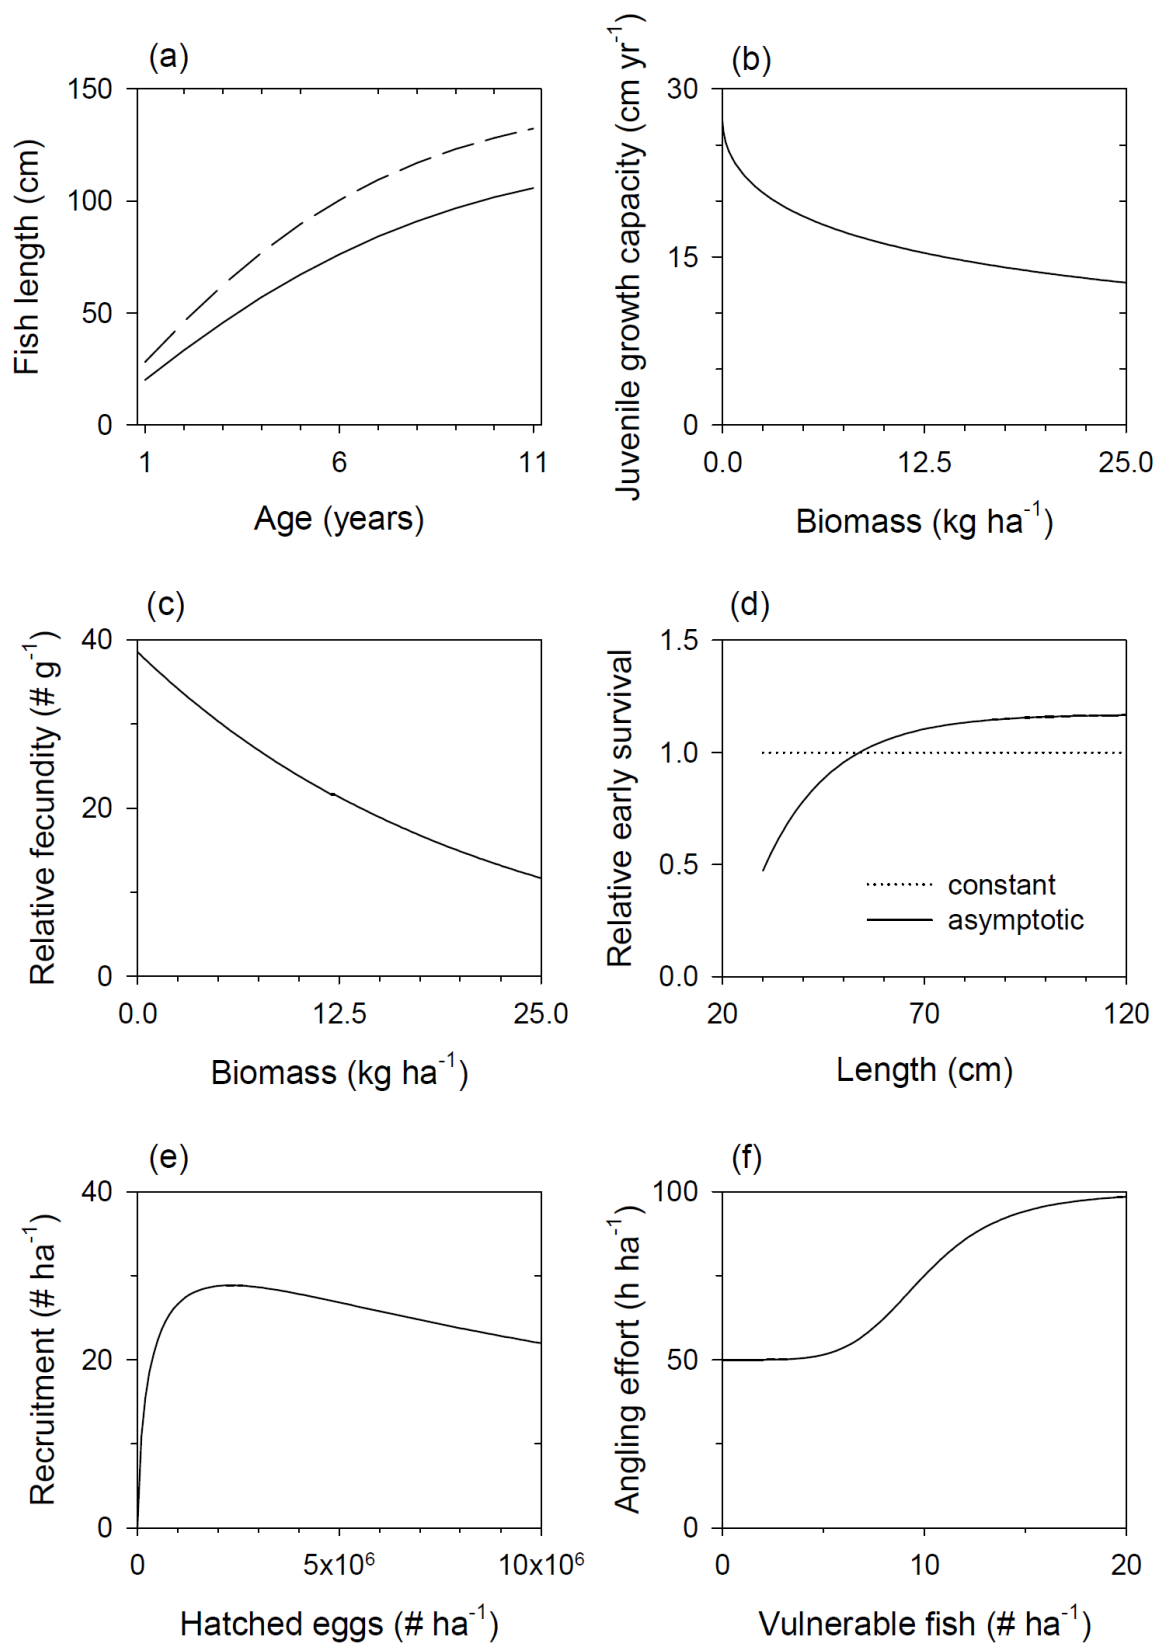 (a)
150
100
50
0
1 6 11
Fish length (cm)
Age (years)
(b)
30
15
0
0.0 12.5 25.0
Juvenile growth capacity (cm yr⁻¹)
Biomass (kg ha⁻¹)
(c)
40
20
0
0.0 12.5 25.0
Relative fecundity (# g⁻¹)
Biomass (kg ha⁻¹)
(d)
1.5
1.0
0.5
0.0
20 70 120
Relative early survival
constant
asymptotic
Length (cm)
(e)
40
20
0
0 5x10⁶ 10x10⁶
Recruitment (# ha⁻¹)
Hatched eggs (# ha⁻¹)
(f)
100
50
0
0 10 20
Angling effort (h ha⁻¹)
Vulnerable fish (# ha⁻¹)